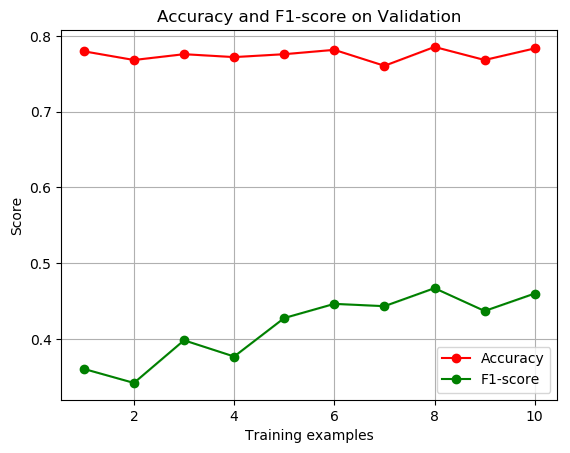 Accuracy and F1-score on Validation
Score
0.8
0.7
0.6
0.5
0.4
2 4 6 8 10
Training examples
Accuracy
F1-score